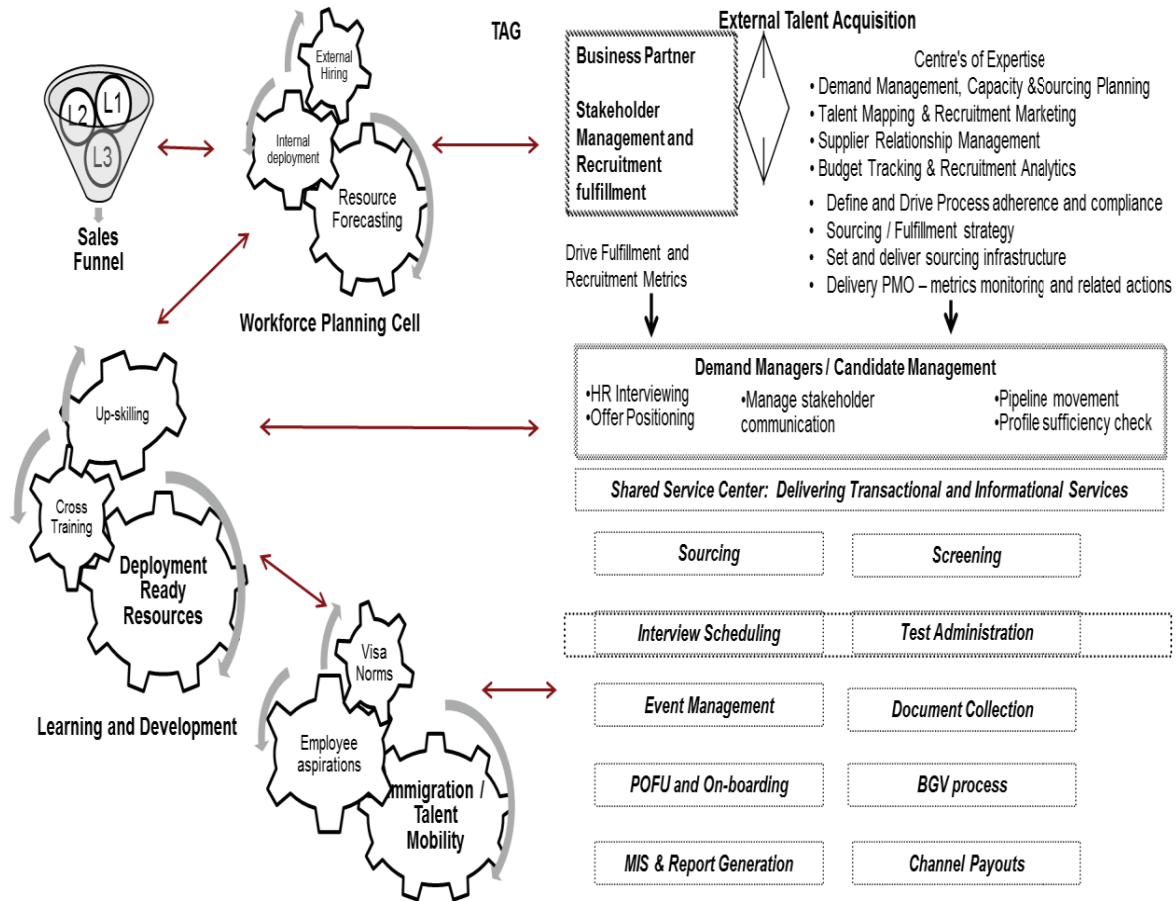 TAG
External Talent Acquisition
L1
L2
L3
Sales
Funnel
External
Hiring
Internal
deployment
Resource
Forecasting
Workforce Planning Cell
Business Partner
Stakeholder
Management and
Recruitment
fulfillment
Centre's of Expertise
• Demand Management, Capacity &Sourcing Planning
• Talent Mapping & Recruitment Marketing
• Supplier Relationship Management
• Budget Tracking & Recruitment Analytics
• Define and Drive Process adherence and compliance
• Sourcing / Fulfillment strategy
• Set and deliver sourcing infrastructure
• Delivery PMO – metrics monitoring and related actions
Drive Fulfillment and
Recruitment Metrics
Demand Managers / Candidate Management
•HR Interviewing
•Offer Positioning
•Manage stakeholder
communication
•Pipeline movement
•Profile sufficiency check
Up-skilling
Cross
Training
Deployment
Ready
Resources
Learning and Development
Visa
Norms
Employee
aspirations
Immigration /
Talent
Mobility
Shared Service Center: Delivering Transactional and Informational Services
Sourcing
Screening
Interview Scheduling
Test Administration
Event Management
Document Collection
POFU and On-boarding
BGV process
MIS & Report Generation
Channel Payouts